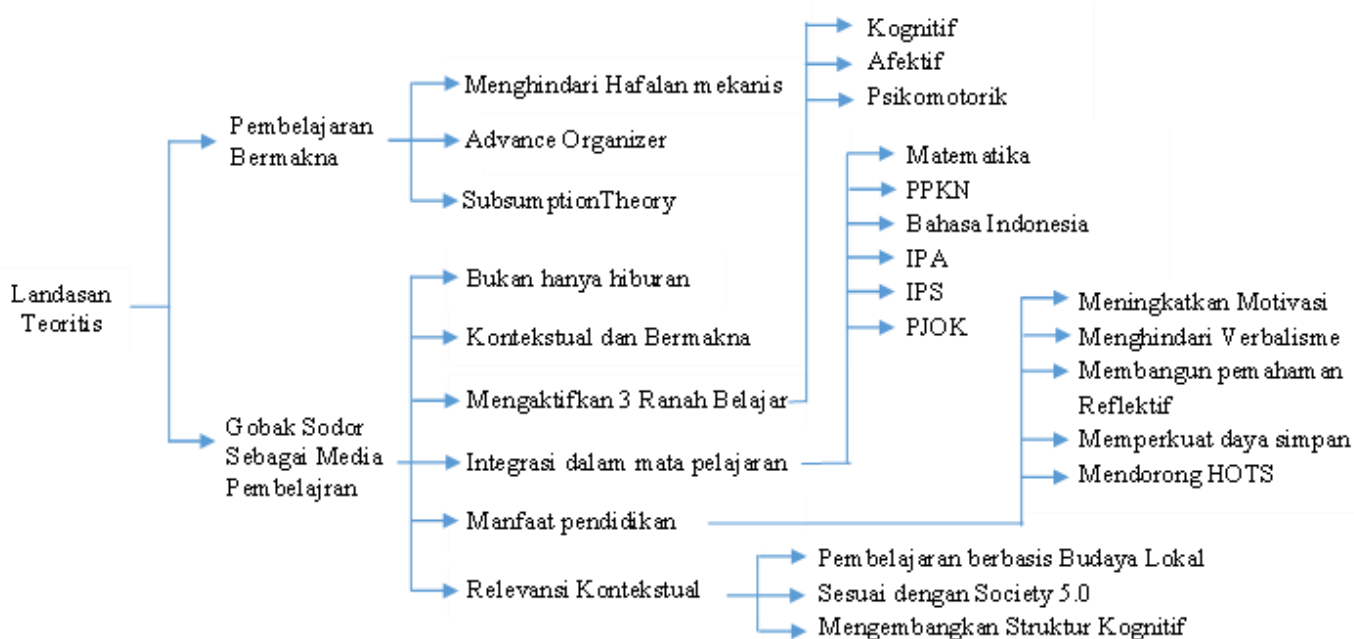 Landasan
Teoritis
Pembelajaran
Bermakna
Menghindari Hafalan mekanis
Advance Organizer
SubsumptionTheory
Gobak Sodor
Sebagai Media
Pembelajran
Bukan hanya hiburan
Kontekstual dan Bermakna
Mengaktifkan 3 Ranah Belajar
Kognitif
Afektif
Psikomotorik
Integrasi dalam mata pelajaran
Matematika
PPKN
Bahasa Indonesia
IPA
IPS
PJOK
Manfaat pendidikan
Meningkatkan Motivasi
Menghindari Verbalisme
Membangun pemahaman
Reflektif
Memperkuat daya simpan
Mendorong HOTS
Relevansi Kontekstual
Pembelajaran berbasis Budaya Lokal
Sesuai dengan Society 5.0
Mengembangkan Struktur Kognitif